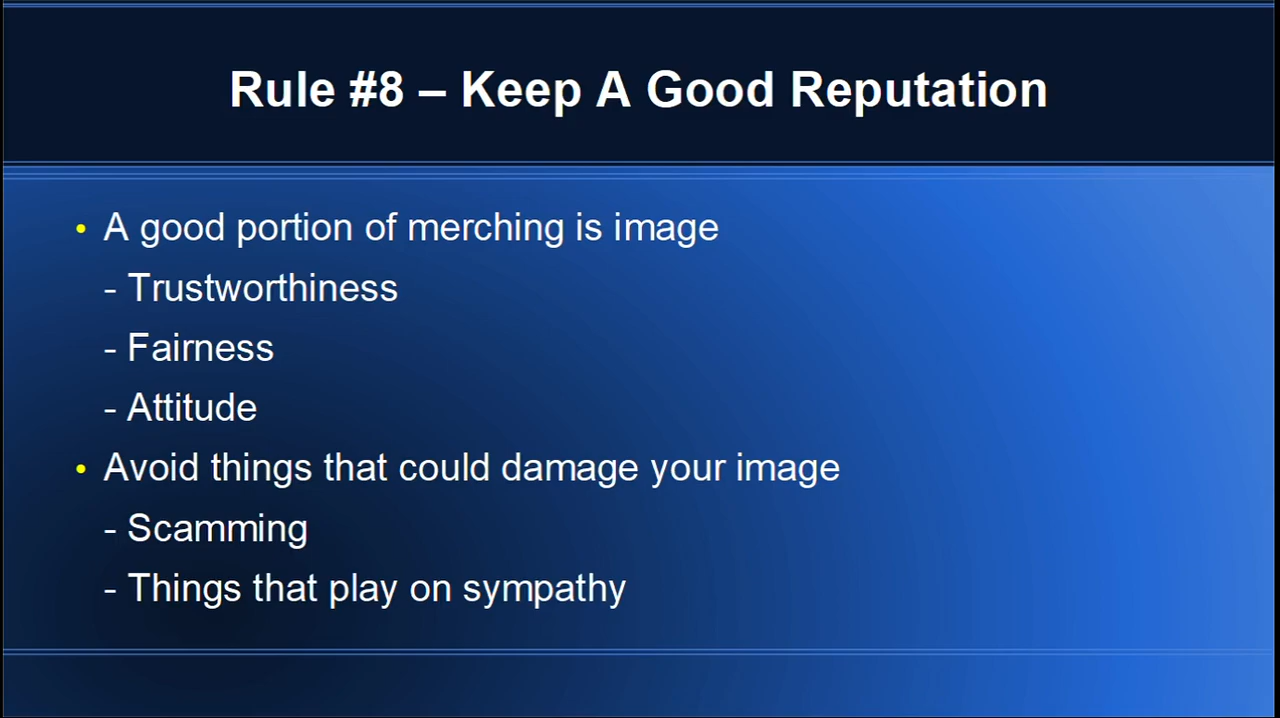 Rule #8 – Keep A Good Reputation
• A good portion of merching is image
- Trustworthiness
- Fairness
- Attitude
• Avoid things that could damage your image
- Scamming
- Things that play on sympathy